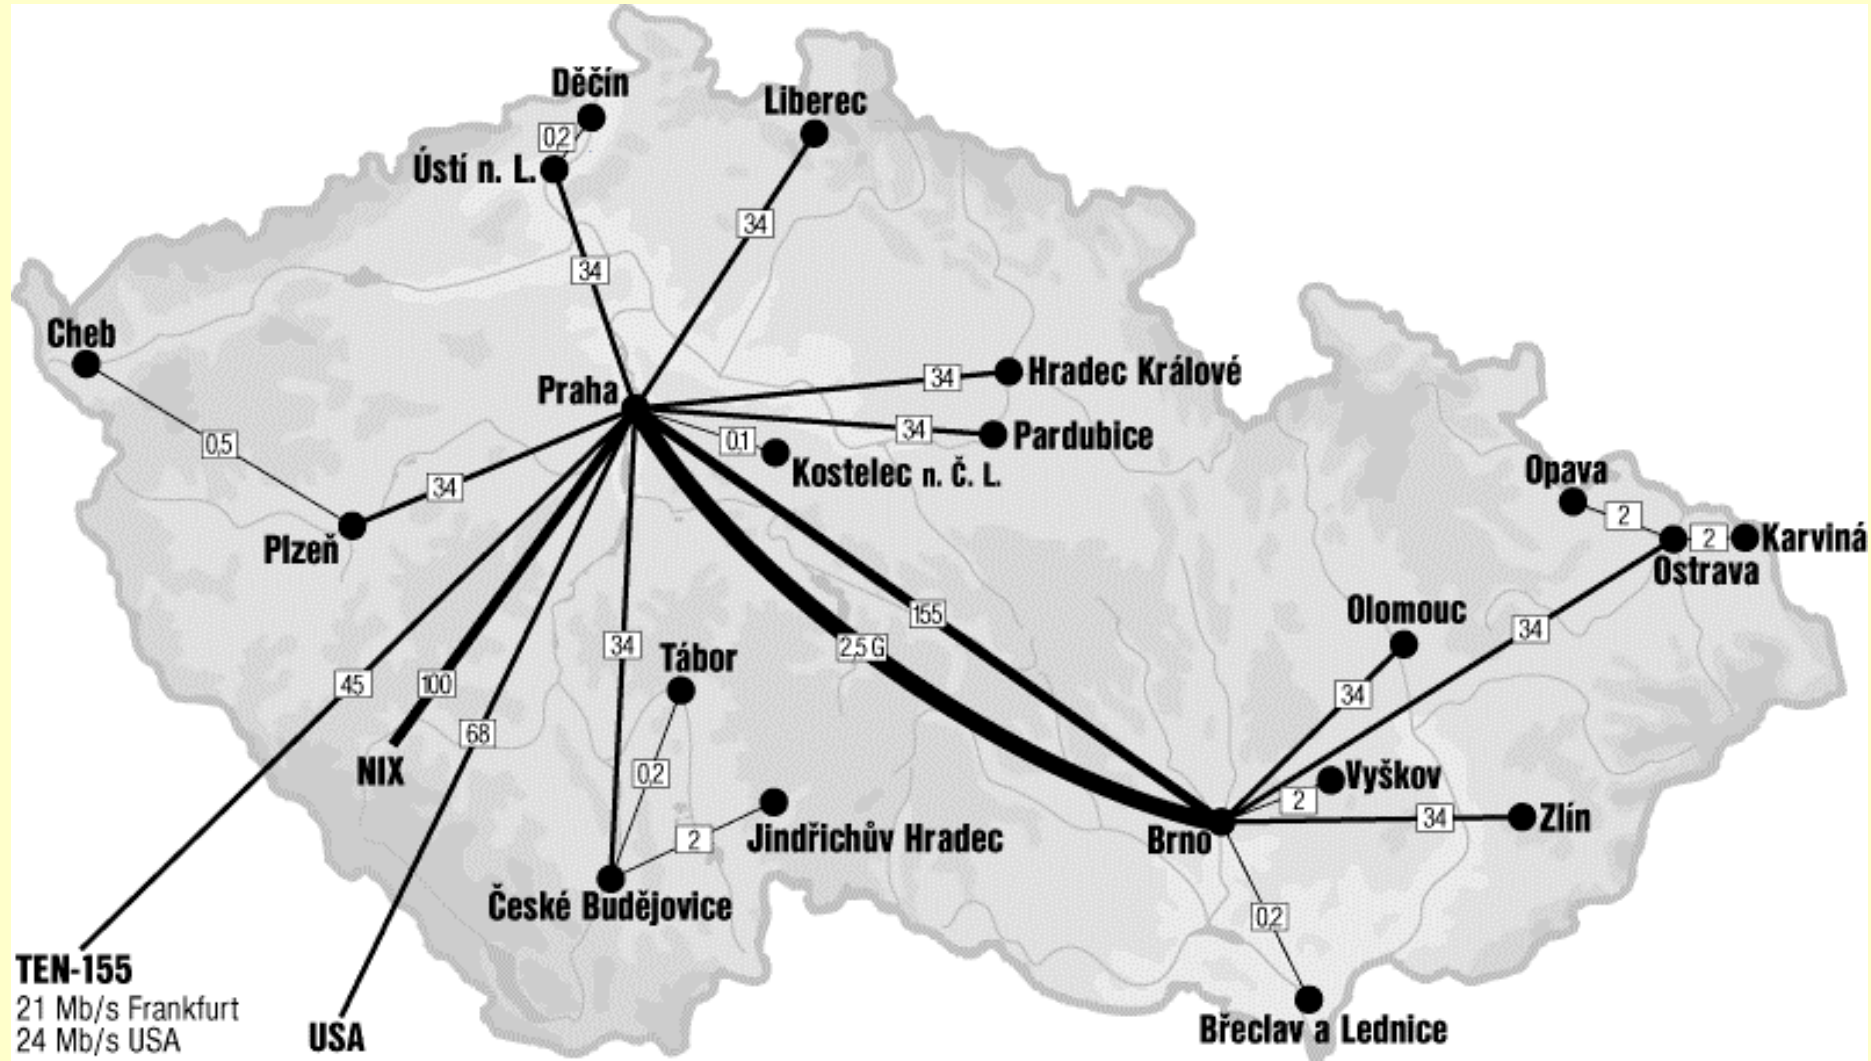 Děčín
Liberec
0,2
Ústí n. L.
34
34
Cheb
Praha
34
Hradec Králové
0,5
0,1
34
Pardubice
Kostelec n. Č. L.
34
Opava
Plzeň
2
2
Karviná
Ostrava
155
Olomouc
34
2,5 G
34
Tábor
45
100
34
68
NIX
0,2
Vyškov
2
Jindřichův Hradec
2
34
Zlín
Brno
České Budějovice
0,2
TEN-155
21 Mb/s Frankfurt
24 Mb/s USA
USA
Břeclav a Lednice